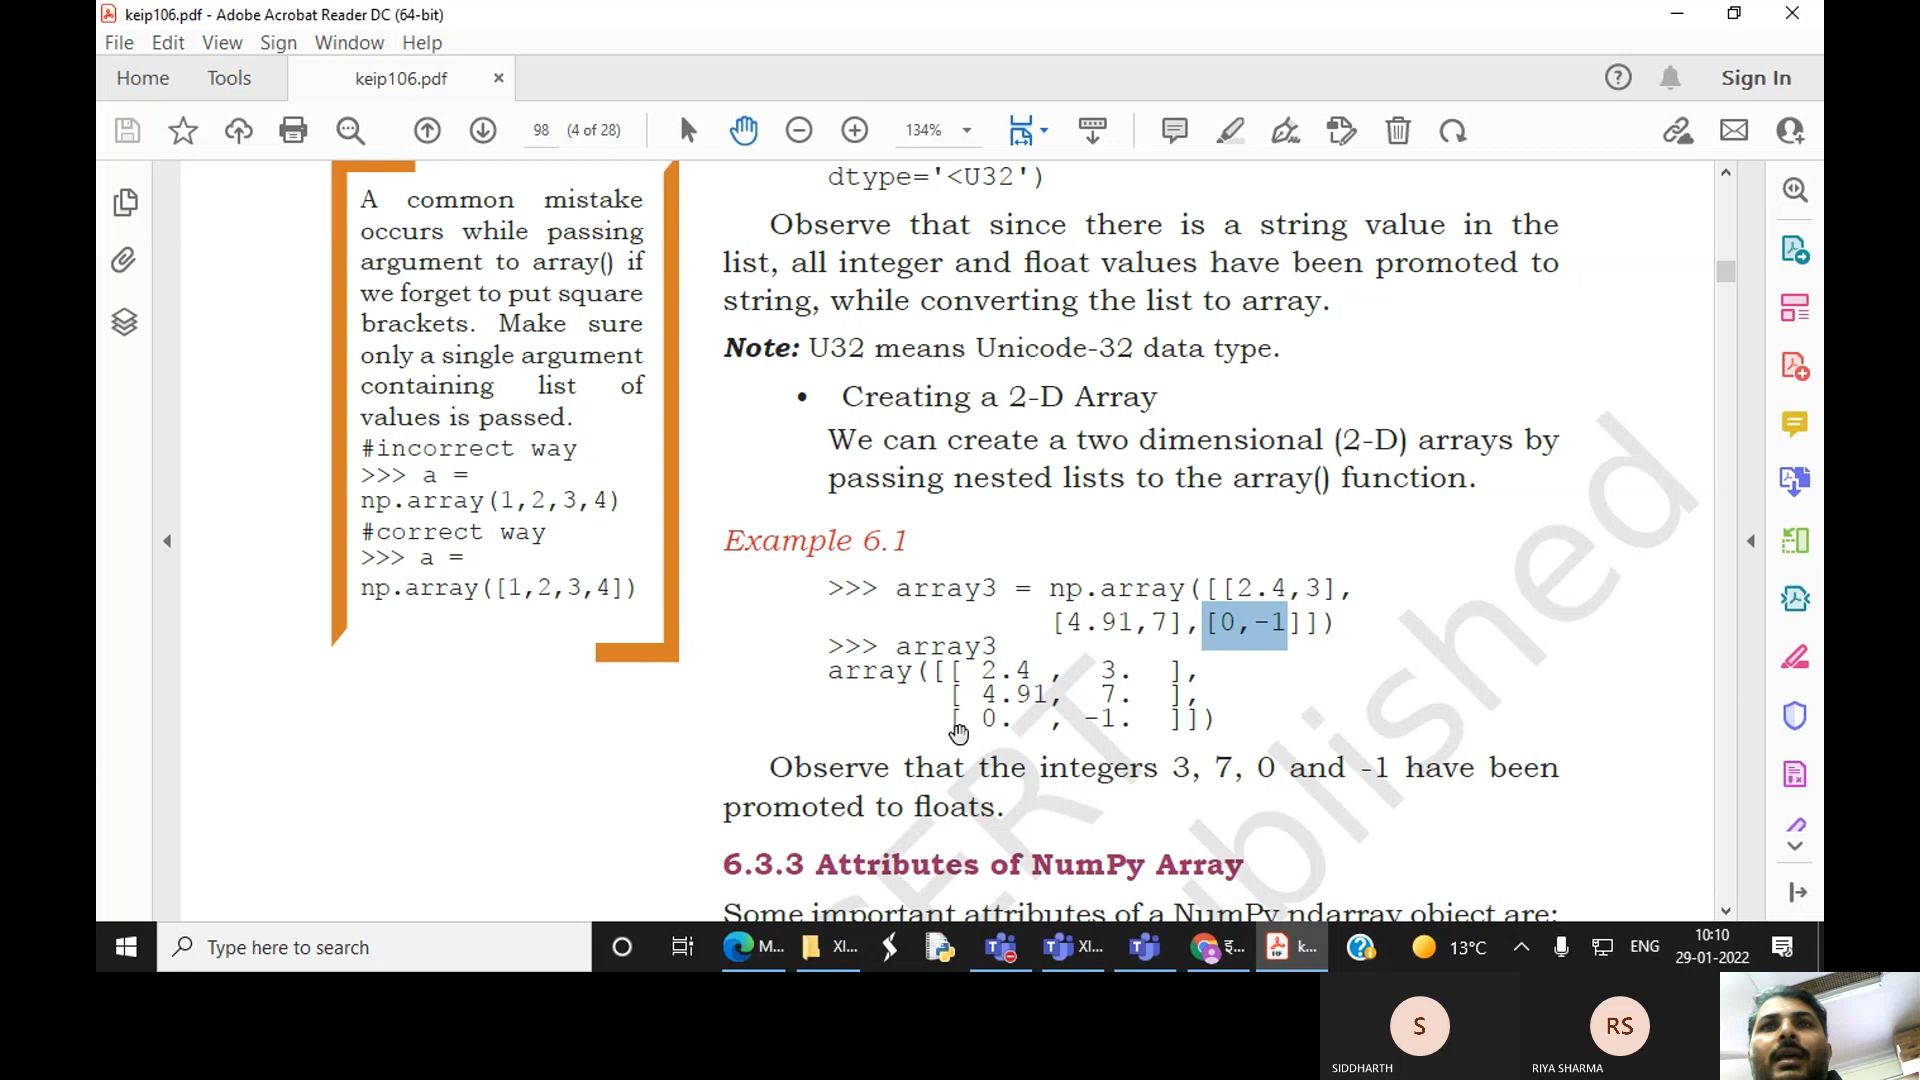 keip106.pdf - Adobe Acrobat Reader DC (64-bit)
File Edit View Sign Window Help
Home Tools keip106.pdf × Sign In
98 (4 of 28) 134%
A common mistake
occurs while passing
argument to array() if
we forget to put square
brackets. Make sure
only a single argument
containing list of
values is passed.
#incorrect way
>>> a =
np.array(1,2,3,4)
#correct way
>>> a =
np.array([1,2,3,4])
dtype='<U32')
Observe that since there is a string value in the
list, all integer and float values have been promoted to
string, while converting the list to array.
Note: U32 means Unicode-32 data type.
• Creating a 2-D Array
We can create a two dimensional (2-D) arrays by
passing nested lists to the array() function.
Example 6.1
>>> array3 = np.array([[2.4,3],
[4.91,7],[0,-1]])
>>> array3
array([[ 2.4 , 3. ],
[ 4.91, 7. ],
[ 0. , -1. ]])
Observe that the integers 3, 7, 0 and -1 have been
promoted to floats.
6.3.3 Attributes of NumPy Array
Some important attributes of a NumPy ndarray object are:
Type here to search
M... XI... XI... इ... k... 13°C ENG
10:10
29-01-2022
S RS
SIDDHARTH RIYA SHARMA